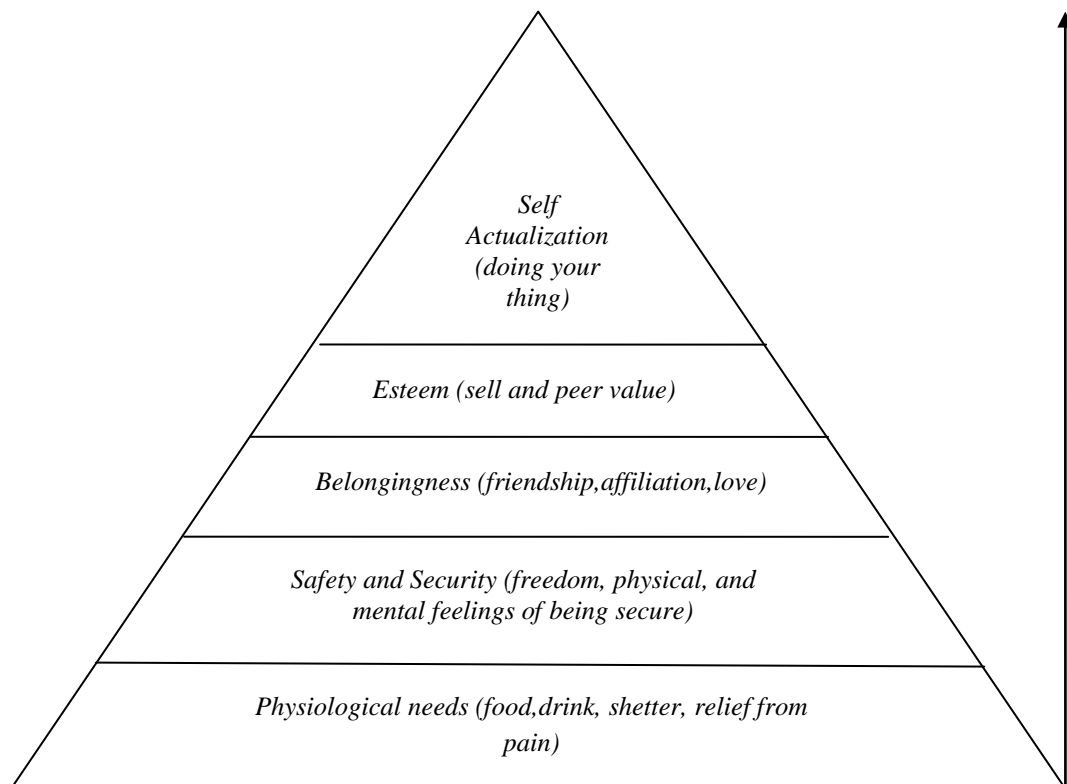 Self
Actualization
(doing your
thing)
Esteem (sell and peer value)
Belongingness (friendship,affiliation,love)
Safety and Security (freedom, physical, and
mental feelings of being secure)
Physiological needs (food,drink, shetter, relief from
pain)